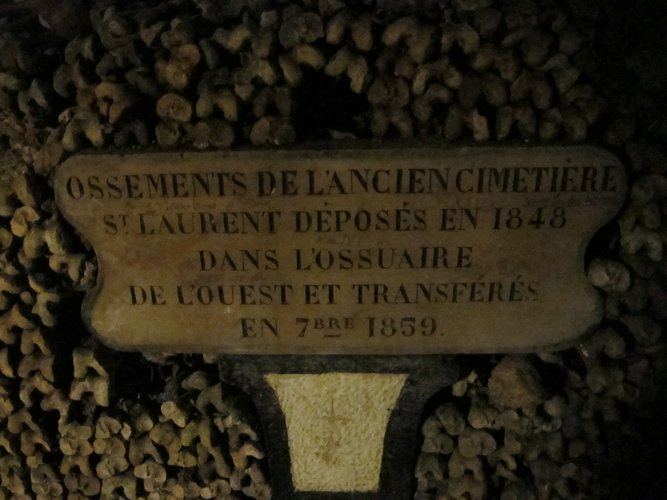 OSSEMENTS DE L'ANCIEN CIMETIÈRE
ST LAURENT DÉPOSÉS EN 1848
DANS L'OSSUAIRE
DE L'OUEST ET TRANSFÉRÉS
EN 7BRE 1859.